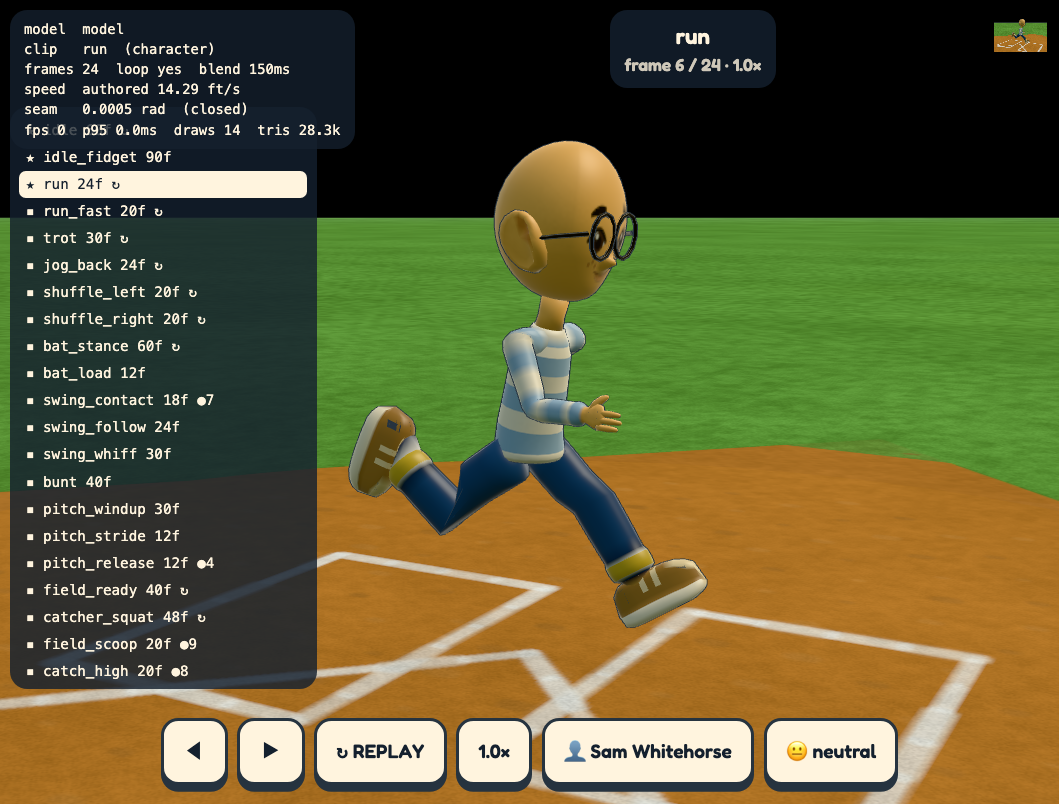 model  model
clip   run  (character)
frames 24  loop yes  blend 150ms
speed  authored 14.29 ft/s
seam   0.0005 rad  (closed)
fps 0  p95 0.0ms  draws 14  tris 28.3k
★ idle_fidget 90f
★ run 24f ↻
▪ run_fast 20f ↻
▪ trot 30f ↻
▪ jog_back 24f ↻
▪ shuffle_left 20f ↻
▪ shuffle_right 20f ↻
▪ bat_stance 60f ↻
▪ bat_load 12f
▪ swing_contact 18f ●7
▪ swing_follow 24f
▪ swing_whiff 30f
▪ bunt 40f
▪ pitch_windup 30f
▪ pitch_stride 12f
▪ pitch_release 12f ●4
▪ field_ready 40f ↻
▪ catcher_squat 48f ↻
▪ field_scoop 20f ●9
▪ catch_high 20f ●8
run
frame 6 / 24 · 1.0×
◀ ▶ ↻ REPLAY 1.0× 👤 Sam Whitehorse 😐 neutral